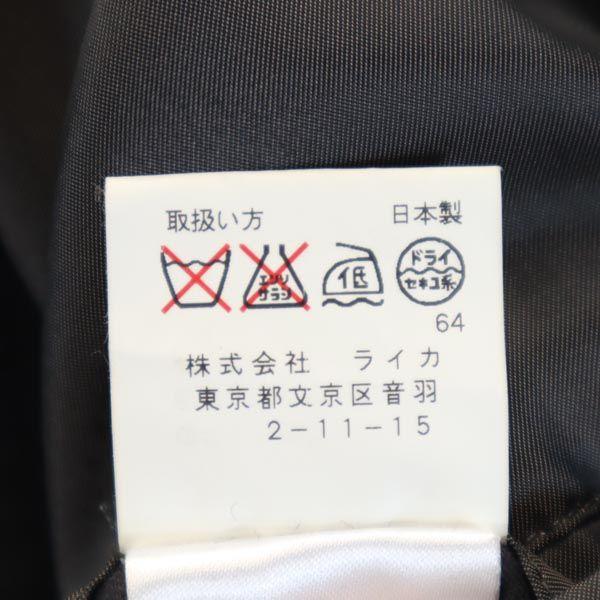 取扱い方 日本製
エンソ サラシ 低 ドライ セキユ系
64
株式会社 ライカ
東京都文京区音羽
2-11-15